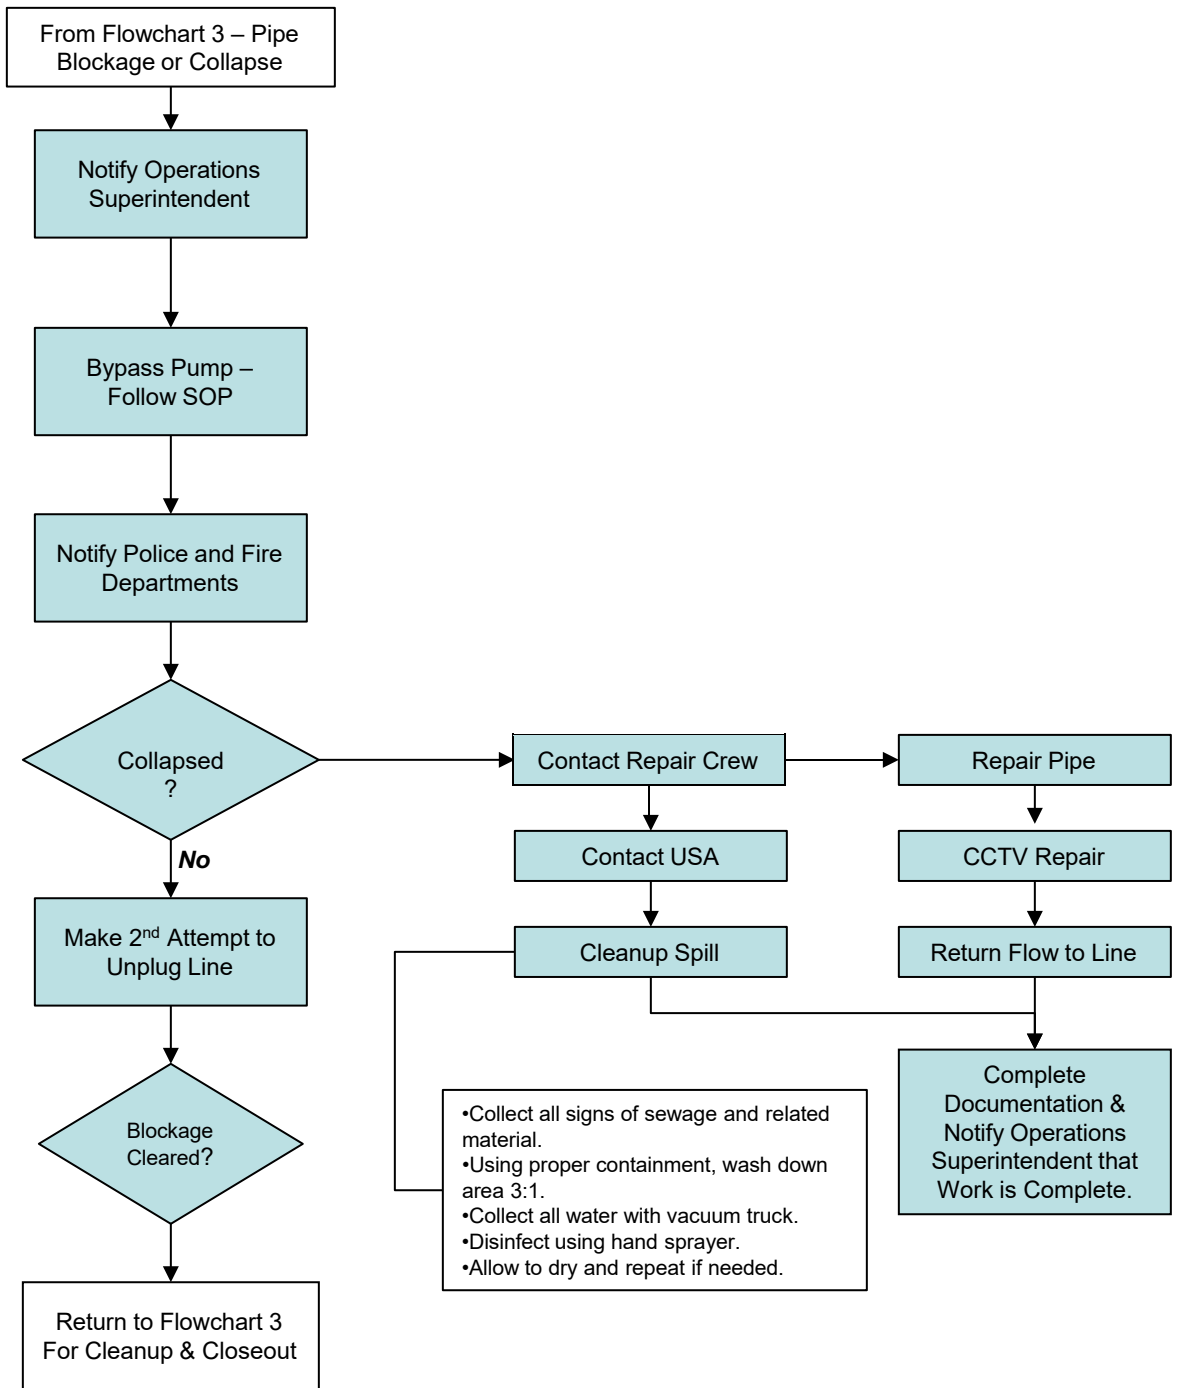 From Flowchart 3 – Pipe
Blockage or Collapse
Notify Operations
Superintendent
Bypass Pump –
Follow SOP
Notify Police and Fire
Departments
Collapsed
?
No
Make 2nd Attempt to
Unplug Line
Blockage
Cleared?
Return to Flowchart 3
For Cleanup & Closeout
Contact Repair Crew
Contact USA
Cleanup Spill
•Collect all signs of sewage and related
material.
•Using proper containment, wash down
area 3:1.
•Collect all water with vacuum truck.
•Disinfect using hand sprayer.
•Allow to dry and repeat if needed.
Repair Pipe
CCTV Repair
Return Flow to Line
Complete
Documentation &
Notify Operations
Superintendent that
Work is Complete.